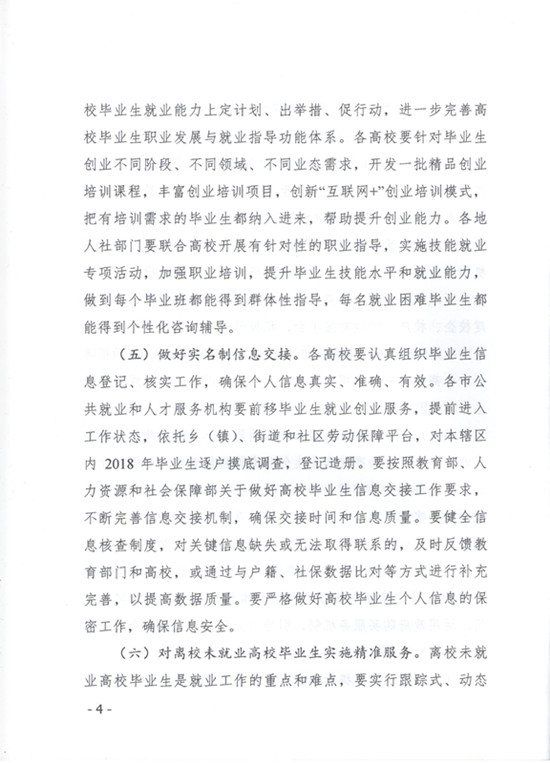 校毕业生就业能力上定计划、出举措、促行动，进一步完善高
校毕业生职业发展与就业指导功能体系。各高校要针对毕业生
创业不同阶段、不同领域、不同业态需求，开发一批精品创业
培训课程，丰富创业培训项目，创新“互联网+”创业培训模式，
把有培训需求的毕业生都纳入进来，帮助提升创业能力。各地
人社部门要联合高校开展有针对性的职业指导，实施技能就业
专项活动，加强职业培训，提升毕业生技能水平和就业能力，
做到每个毕业班都能得到群体性指导，每名就业困难毕业生都
能得到个性化咨询辅导。
（五）做好实名制信息交接。各高校要认真组织毕业生信
息登记、核实工作，确保个人信息真实、准确、有效。各市公
共就业和人才服务机构要前移毕业生就业创业服务，提前进入
工作状态，依托乡（镇）、街道和社区劳动保障平台，对本辖区
内 2018 年毕业生逐户摸底调查，登记造册。要按照教育部、人
力资源和社会保障部关于做好高校毕业生信息交接工作要求，
不断完善信息交接机制，确保交接时间和信息质量。要健全信
息核查制度，对关键信息缺失或无法取得联系的，及时反馈教
育部门和高校，或通过与户籍、社保数据比对等方式进行补充
完善，以提高数据质量。要严格做好高校毕业生个人信息的保
密工作，确保信息安全。
（六）对离校未就业高校毕业生实施精准服务。离校未就
业高校毕业生是就业工作的重点和难点，要实行跟踪式、动态
- 4 -